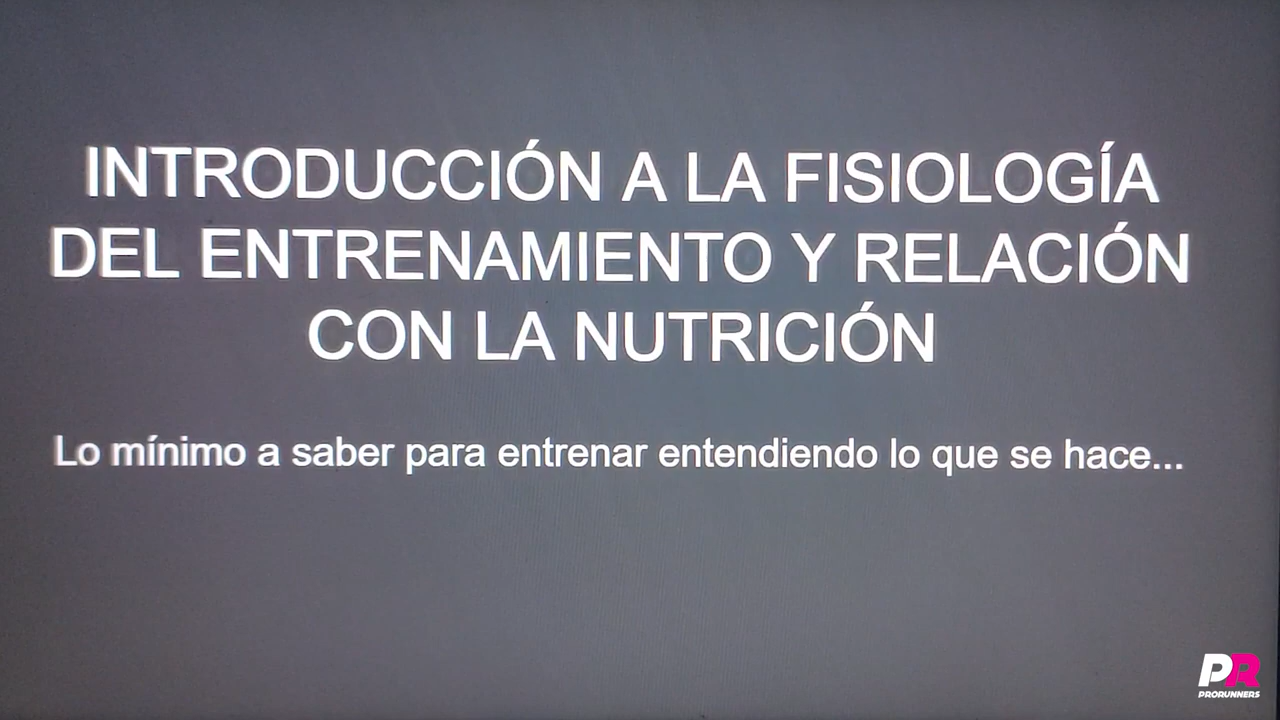 INTRODUCCIÓN A LA FISIOLOGÍA
DEL ENTRENAMIENTO Y RELACIÓN
CON LA NUTRICIÓN
Lo mínimo a saber para entrenar entendiendo lo que se hace...
PR
PRORUNNERS